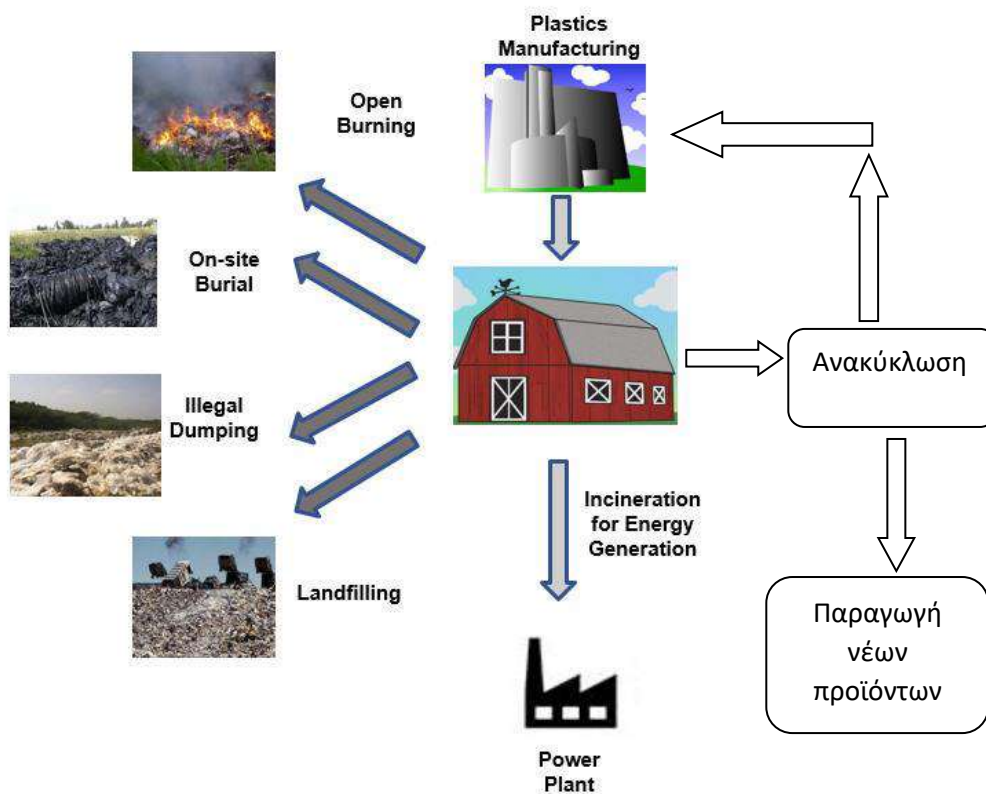 Plastics
Manufacturing
Open
Burning
On-site
Burial
Ανακύκλωση
Illegal
Dumping
Incineration
for Energy
Generation
Landfilling
Παραγωγή
νέων
προϊόντων
Power
Plant